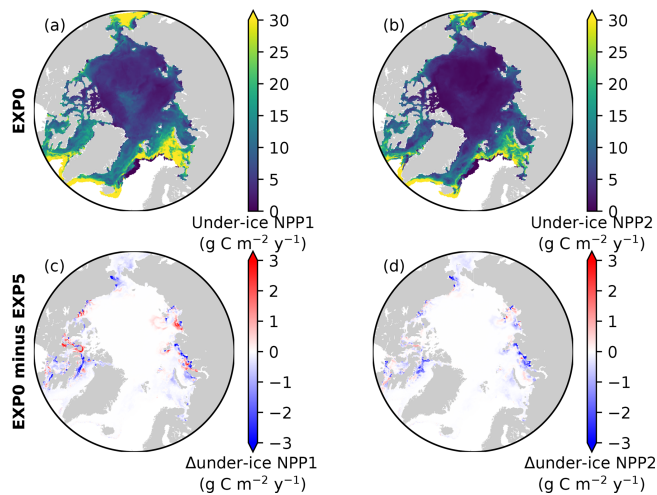 (a)
30
25
20
15
10
5
0
Under-ice NPP1
(g C m⁻² y⁻¹)
(b)
30
25
20
15
10
5
0
Under-ice NPP2
(g C m⁻² y⁻¹)
EXP0
(c)
3
2
1
0
−1
−2
−3
Δunder-ice NPP1
(g C m⁻² y⁻¹)
(d)
3
2
1
0
−1
−2
−3
Δunder-ice NPP2
(g C m⁻² y⁻¹)
EXP0 minus EXP5